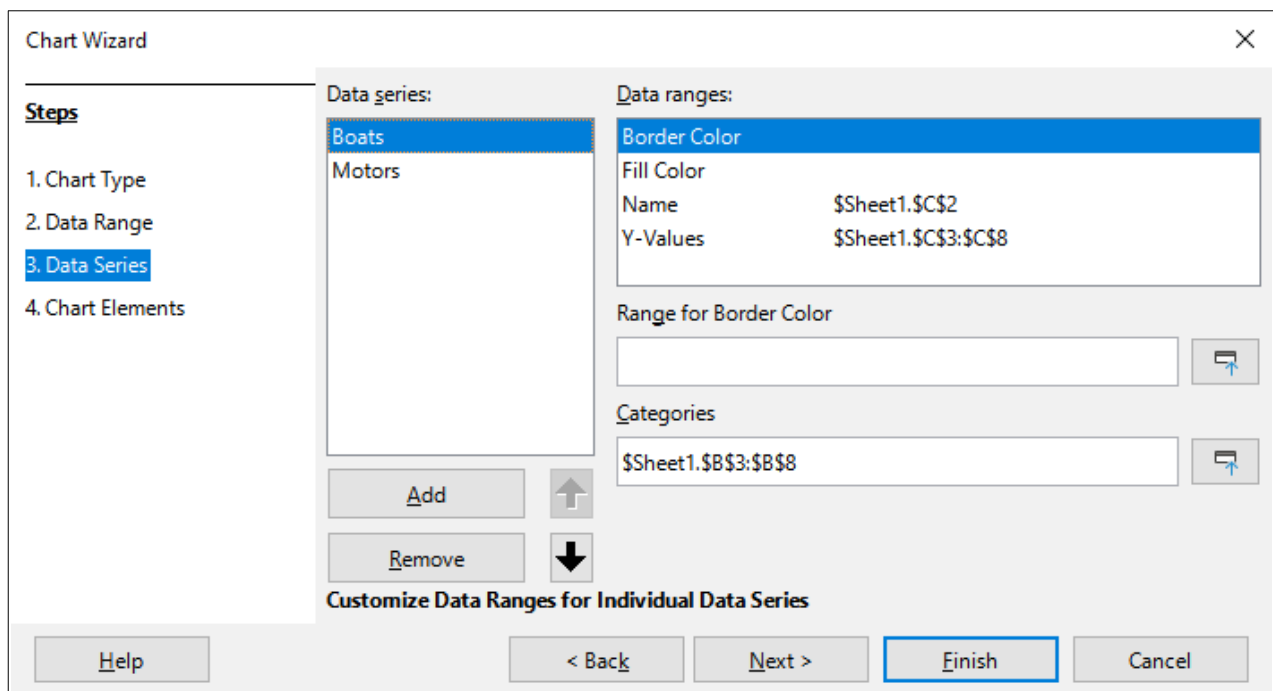 Chart Wizard
Steps
1. Chart Type
2. Data Range
3. Data Series
4. Chart Elements
Data series:
Boats
Motors
Add
Remove
Data ranges:
Border Color
Fill Color
Name $Sheet1.$C$2
Y-Values $Sheet1.$C$3:$C$8
Range for Border Color
Categories
$Sheet1.$B$3:$B$8
Customize Data Ranges for Individual Data Series
Help < Back Next > Finish Cancel